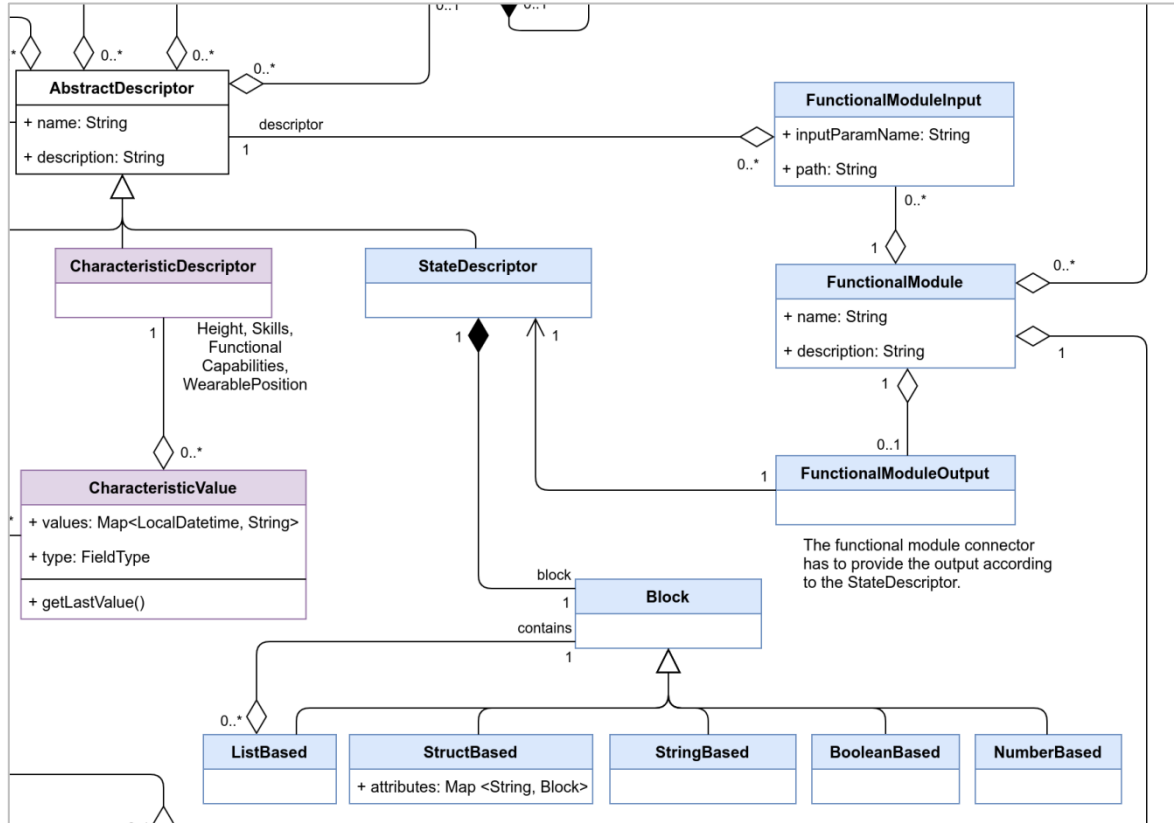 0..1
0..1
*
0..*
0..*
0..*
AbstractDescriptor
+ name: String
+ description: String
descriptor
1
0..*
FunctionalModuleInput
+ inputParamName: String
+ path: String
0..*
1
CharacteristicDescriptor
StateDescriptor
FunctionalModule
+ name: String
+ description: String
0..*
1
1
Height, Skills,
Functional
Capabilities,
WearablePosition
1
1
1
0..1
0..*
CharacteristicValue
+ values: Map<LocalDatetime, String>
+ type: FieldType
+ getLastValue()
*
1
FunctionalModuleOutput
The functional module connector
has to provide the output according
to the StateDescriptor.
block
1
Block
contains
1
0..*
ListBased
StructBased
+ attributes: Map <String, Block>
StringBased
BooleanBased
NumberBased